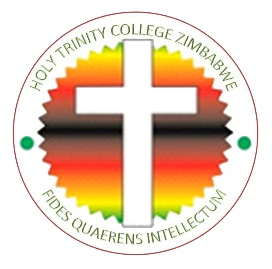 HOLY TRINITY COLLEGE ZIMBABWE
FIDES QUAERENS INTELLECTUM